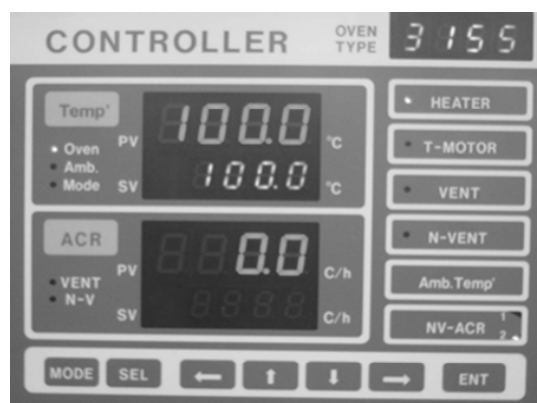 CONTROLLER OVEN TYPE 3155
Temp'
Oven
Amb.
Mode
PV 100.0 °C
SV 100.0 °C
ACR
VENT
N-V
PV 0.0 C/h
SV C/h
HEATER
T-MOTOR
VENT
N-VENT
Amb.Temp'
NV-ACR 1 2
MODE SEL ← ↑ ↓ → ENT